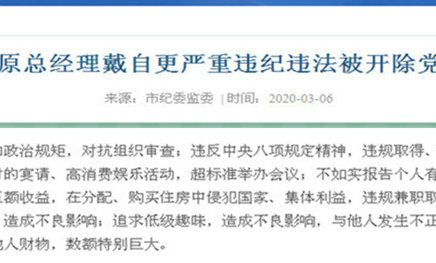 原总经理戴自更严重违纪违法被开除党
来源：市纪委监委 | 时间：2020-03-06
政治规矩，对抗组织审查；违反中央八项规定精神，违规取得、
的宴请、高消费娱乐活动，超标准举办会议；不如实报告个人有
额收益，在分配、购买住房中侵犯国家、集体利益，违规兼职取
造成不良影响；追求低级趣味，造成不良影响，与他人发生不正
他人财物，数额特别巨大。